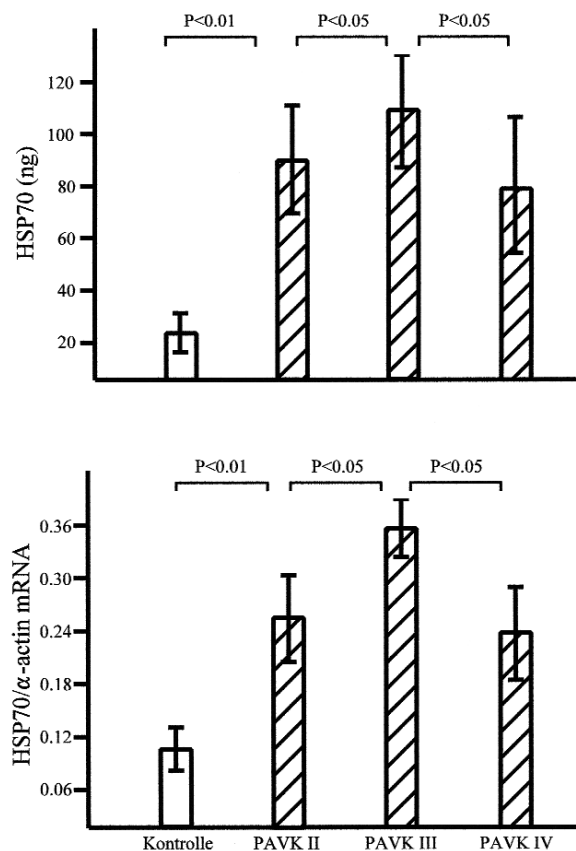 P<0.01 P<0.05 P<0.05
HSP70 (ng)
120
100
80
60
40
20
P<0.01 P<0.05 P<0.05
HSP70/α-actin mRNA
0.36
0.30
0.24
0.18
0.12
0.06
Kontrolle PAVK II PAVK III PAVK IV